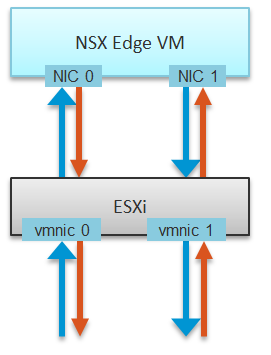 NSX Edge VM
NIC 0 NIC 1
ESXi
vmnic 0 vmnic 1